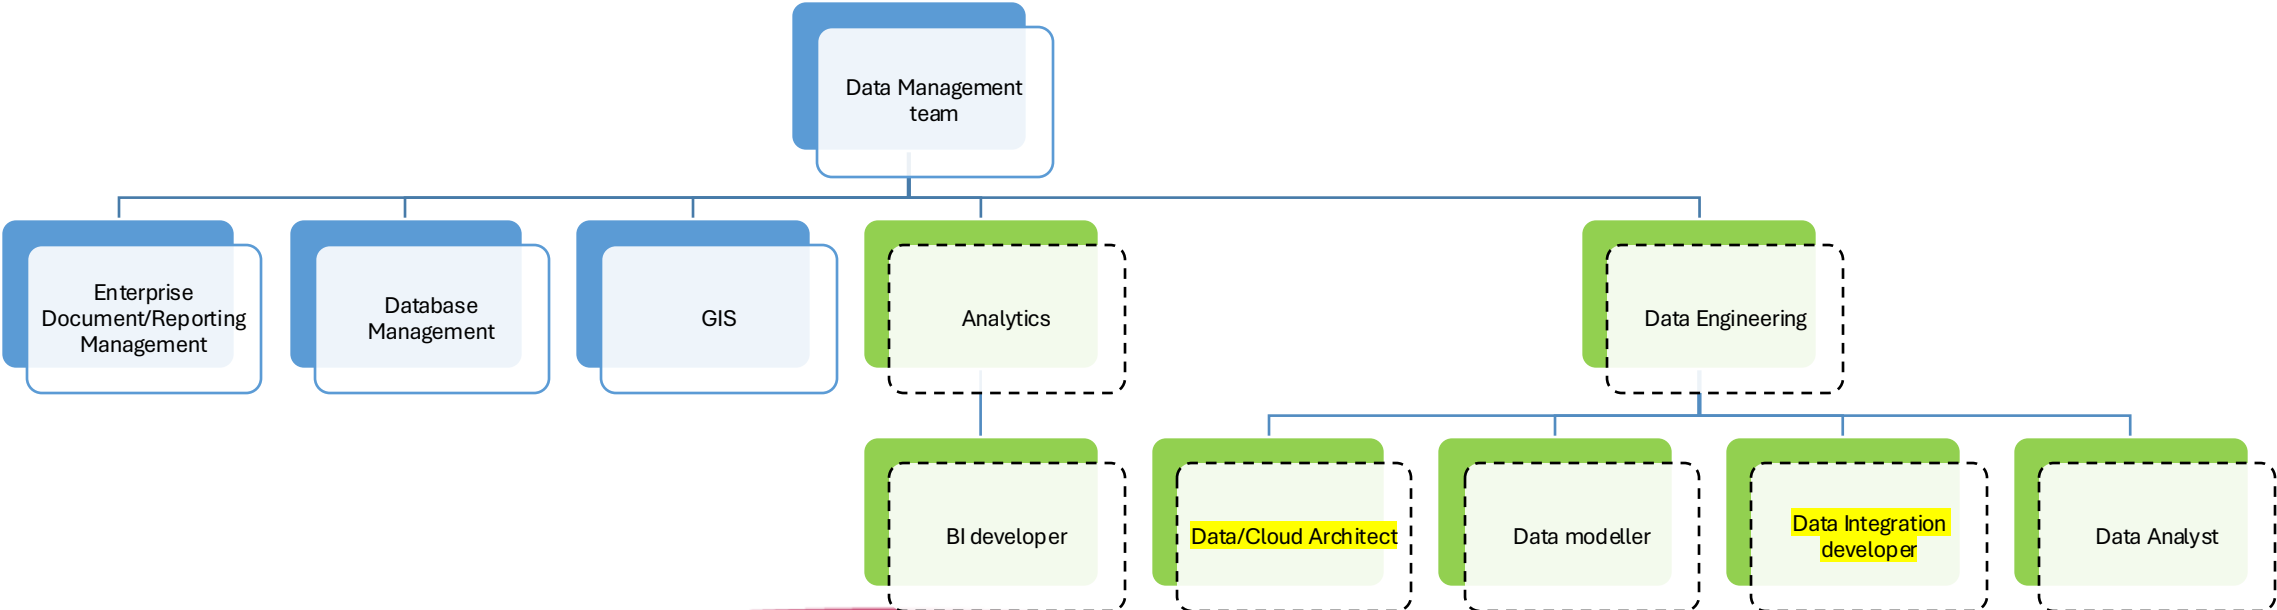 Data Management
team
Enterprise
Document/Reporting
Management
Database
Management
GIS
Analytics
Data Engineering
BI developer
Data/Cloud Architect
Data modeller
Data Integration
developer
Data Analyst